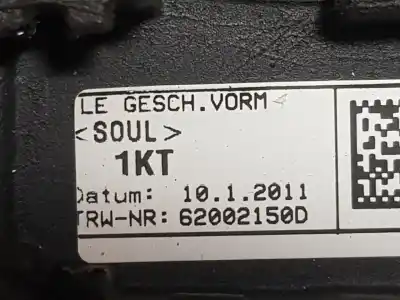 LE GESCH.VORM
<SOUL>
1KT
Datum: 10.1.2011
TRW-NR: 62002150D